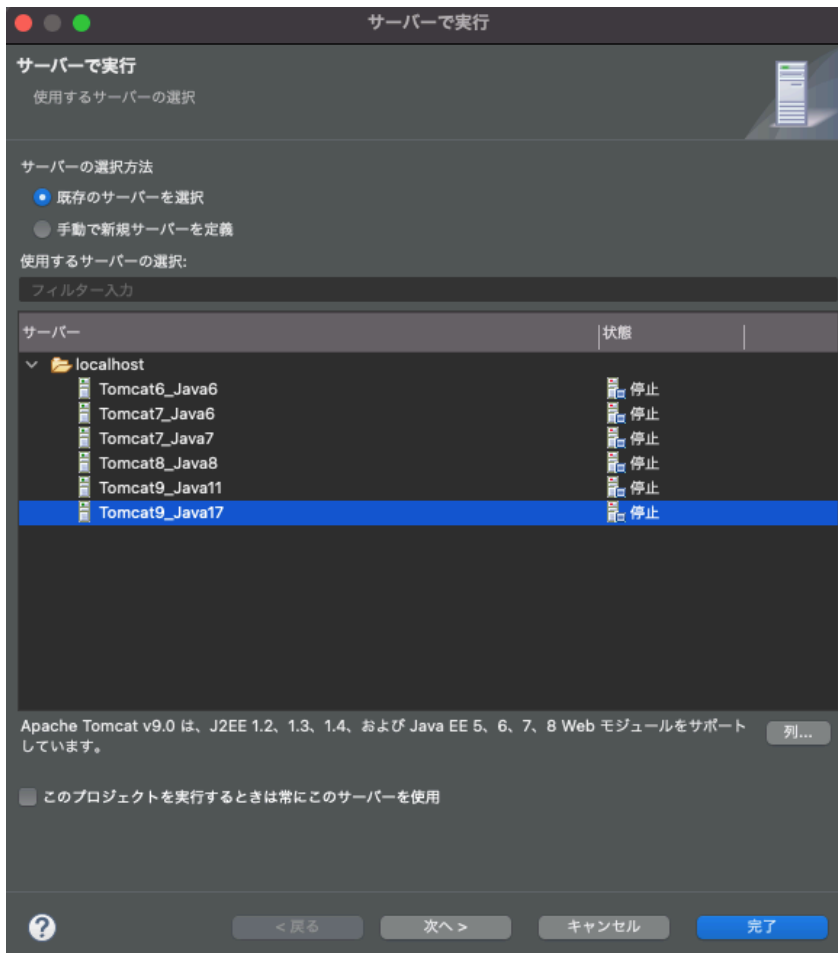 サーバーで実行
サーバーで実行
使用するサーバーの選択
サーバーの選択方法
既存のサーバーを選択
手動で新規サーバーを定義
使用するサーバーの選択:
フィルター入力
サーバー 状態
localhost
Tomcat6_Java6 停止
Tomcat7_Java6 停止
Tomcat7_Java7 停止
Tomcat8_Java8 停止
Tomcat9_Java11 停止
Tomcat9_Java17 停止
Apache Tomcat v9.0 は、J2EE 1.2、1.3、1.4、および Java EE 5、6、7、8 Web モジュールをサポート
しています。
列...
このプロジェクトを実行するときは常にこのサーバーを使用
? < 戻る 次へ > キャンセル 完了